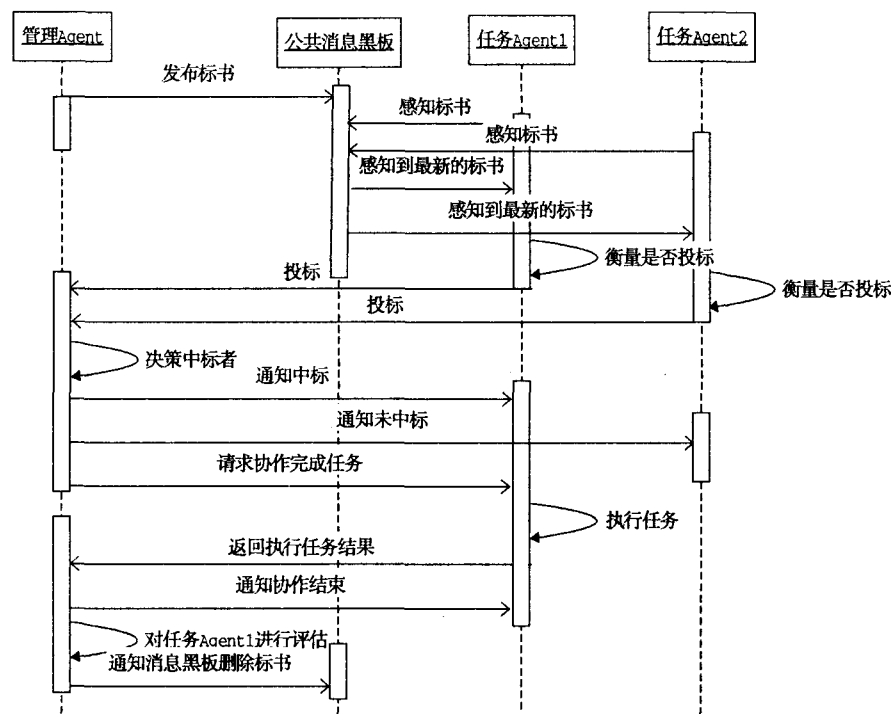 管理Agent
公共消息黑板
任务Agent1
任务Agent2
发布标书
感知标书
感知标书
感知到最新的标书
感知到最新的标书
衡量是否投标
投标
衡量是否投标
投标
决策中标者
通知中标
通知未中标
请求协作完成任务
执行任务
返回执行任务结果
通知协作结束
对任务Agent1进行评估
通知消息黑板删除标书